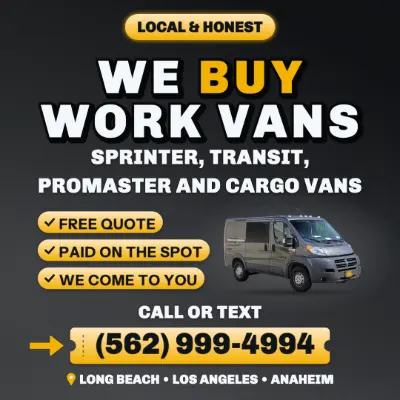 LOCAL & HONEST
WE BUY
WORK VANS
SPRINTER, TRANSIT,
PROMASTER AND CARGO VANS
FREE QUOTE
PAID ON THE SPOT
WE COME TO YOU
CALL OR TEXT
(562) 999-4994
LONG BEACH • LOS ANGELES • ANAHEIM